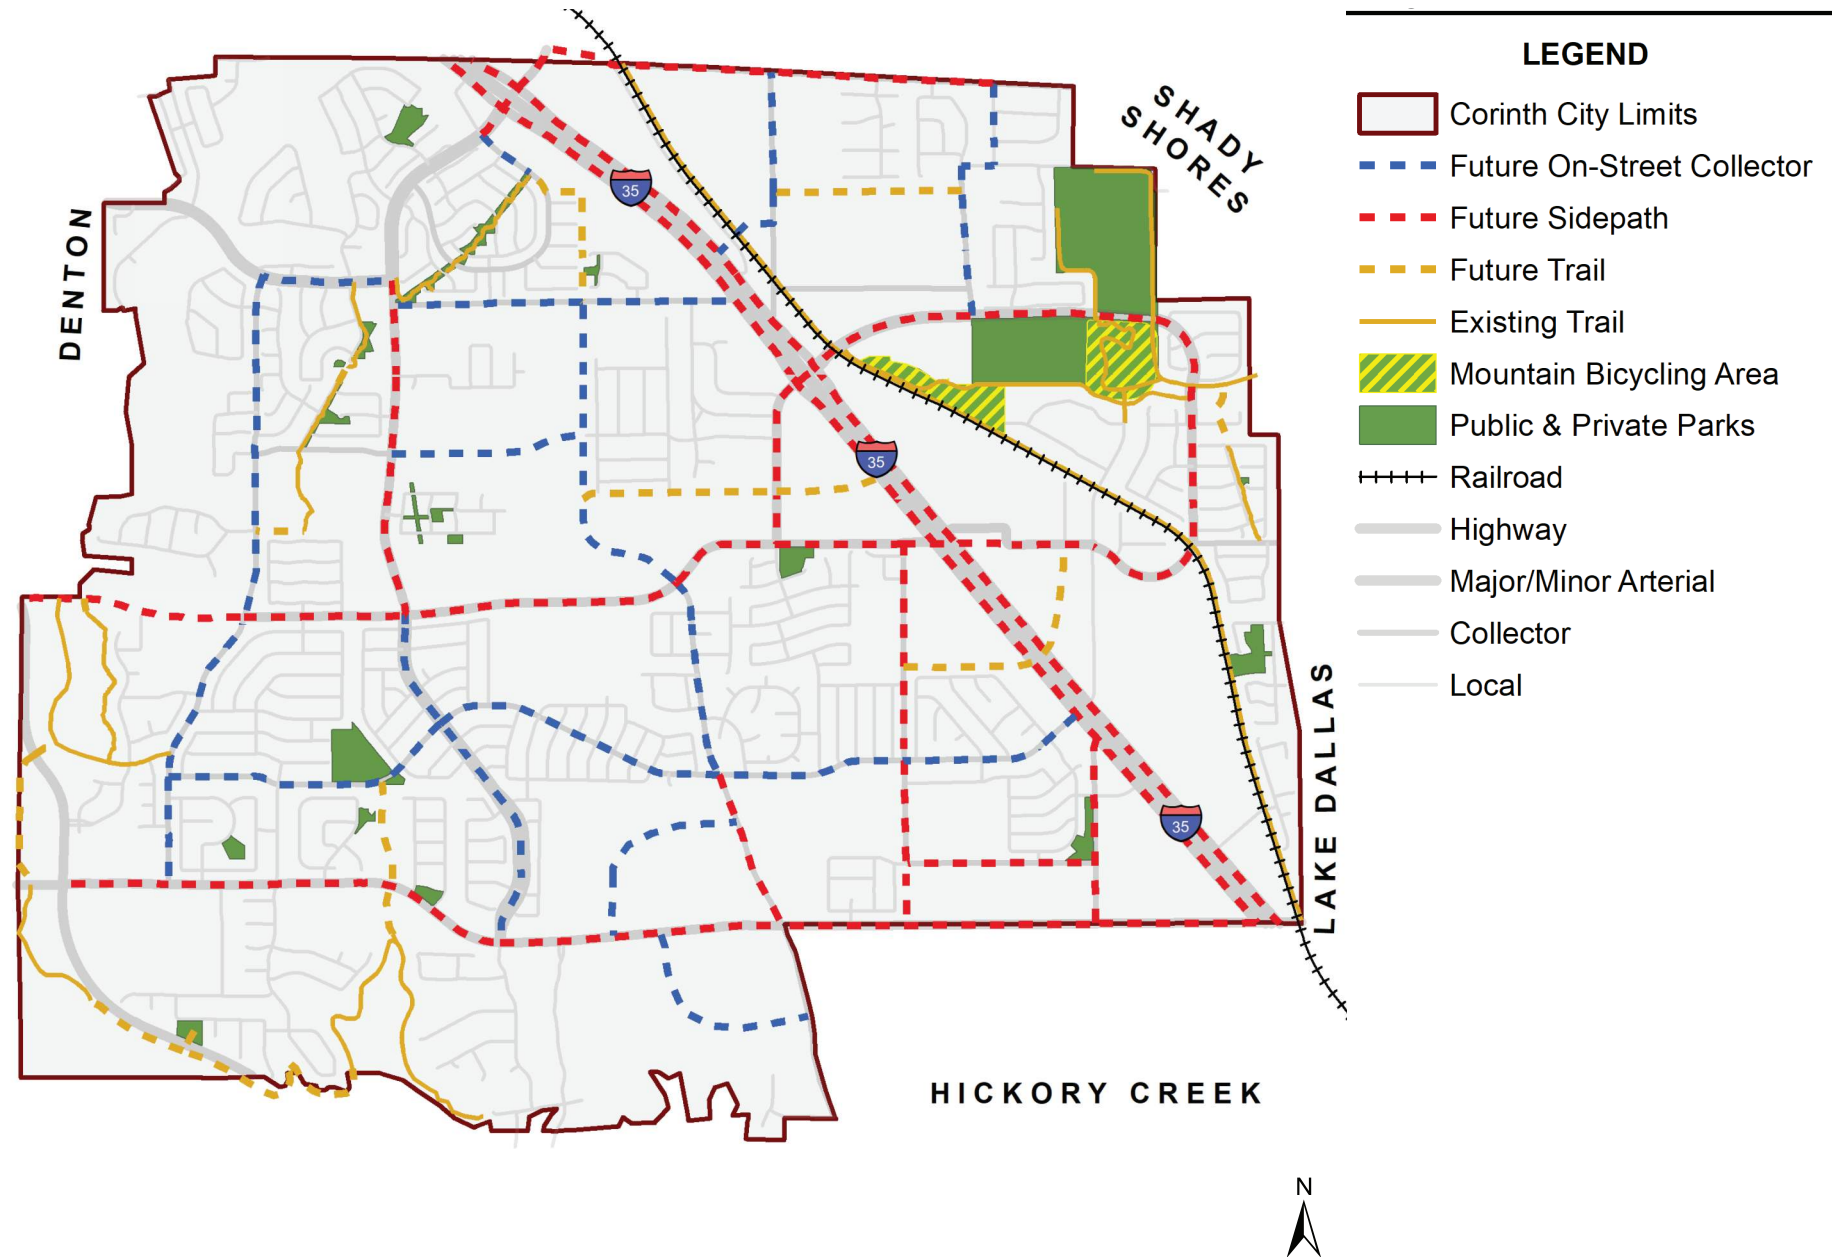 LEGEND
Corinth City Limits
Future On-Street Collector
Future Sidepath
Future Trail
Existing Trail
Mountain Bicycling Area
Public & Private Parks
Railroad
Highway
Major/Minor Arterial
Collector
Local
SHADY
SHORES
DENTON
35
35
35
LAKE DALLAS
HICKORY CREEK
N